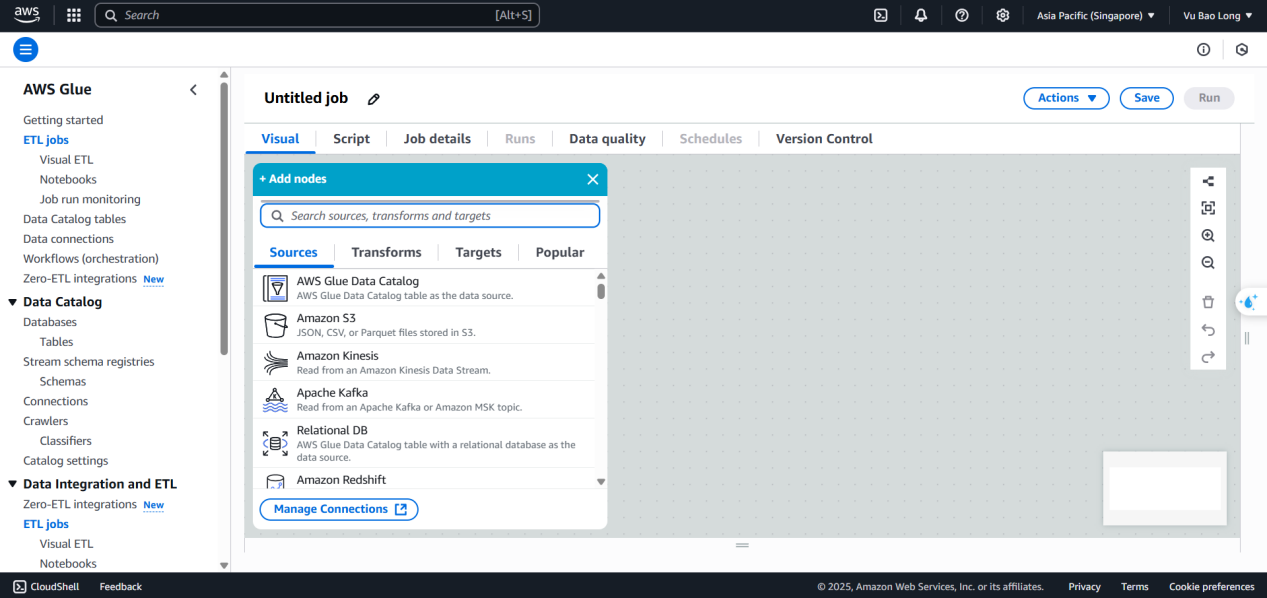 aws
Search
[Alt+S]
Asia Pacific (Singapore)
Vu Bao Long
AWS Glue
Getting started
ETL jobs
Visual ETL
Notebooks
Job run monitoring
Data Catalog tables
Data connections
Workflows (orchestration)
Zero-ETL integrations New
Data Catalog
Databases
Tables
Stream schema registries
Schemas
Connections
Crawlers
Classifiers
Catalog settings
Data Integration and ETL
Zero-ETL integrations New
ETL jobs
Visual ETL
Notebooks
Untitled job
Actions
Save
Run
Visual
Script
Job details
Runs
Data quality
Schedules
Version Control
+ Add nodes
Search sources, transforms and targets
Sources
Transforms
Targets
Popular
AWS Glue Data Catalog
AWS Glue Data Catalog table as the data source.
Amazon S3
JSON, CSV, or Parquet files stored in S3.
Amazon Kinesis
Read from an Amazon Kinesis Data Stream.
Apache Kafka
Read from an Apache Kafka or Amazon MSK topic.
Relational DB
AWS Glue Data Catalog table with a relational database as the
data source.
Amazon Redshift
Manage Connections
CloudShell
Feedback
© 2025, Amazon Web Services, Inc. or its affiliates.
Privacy
Terms
Cookie preferences